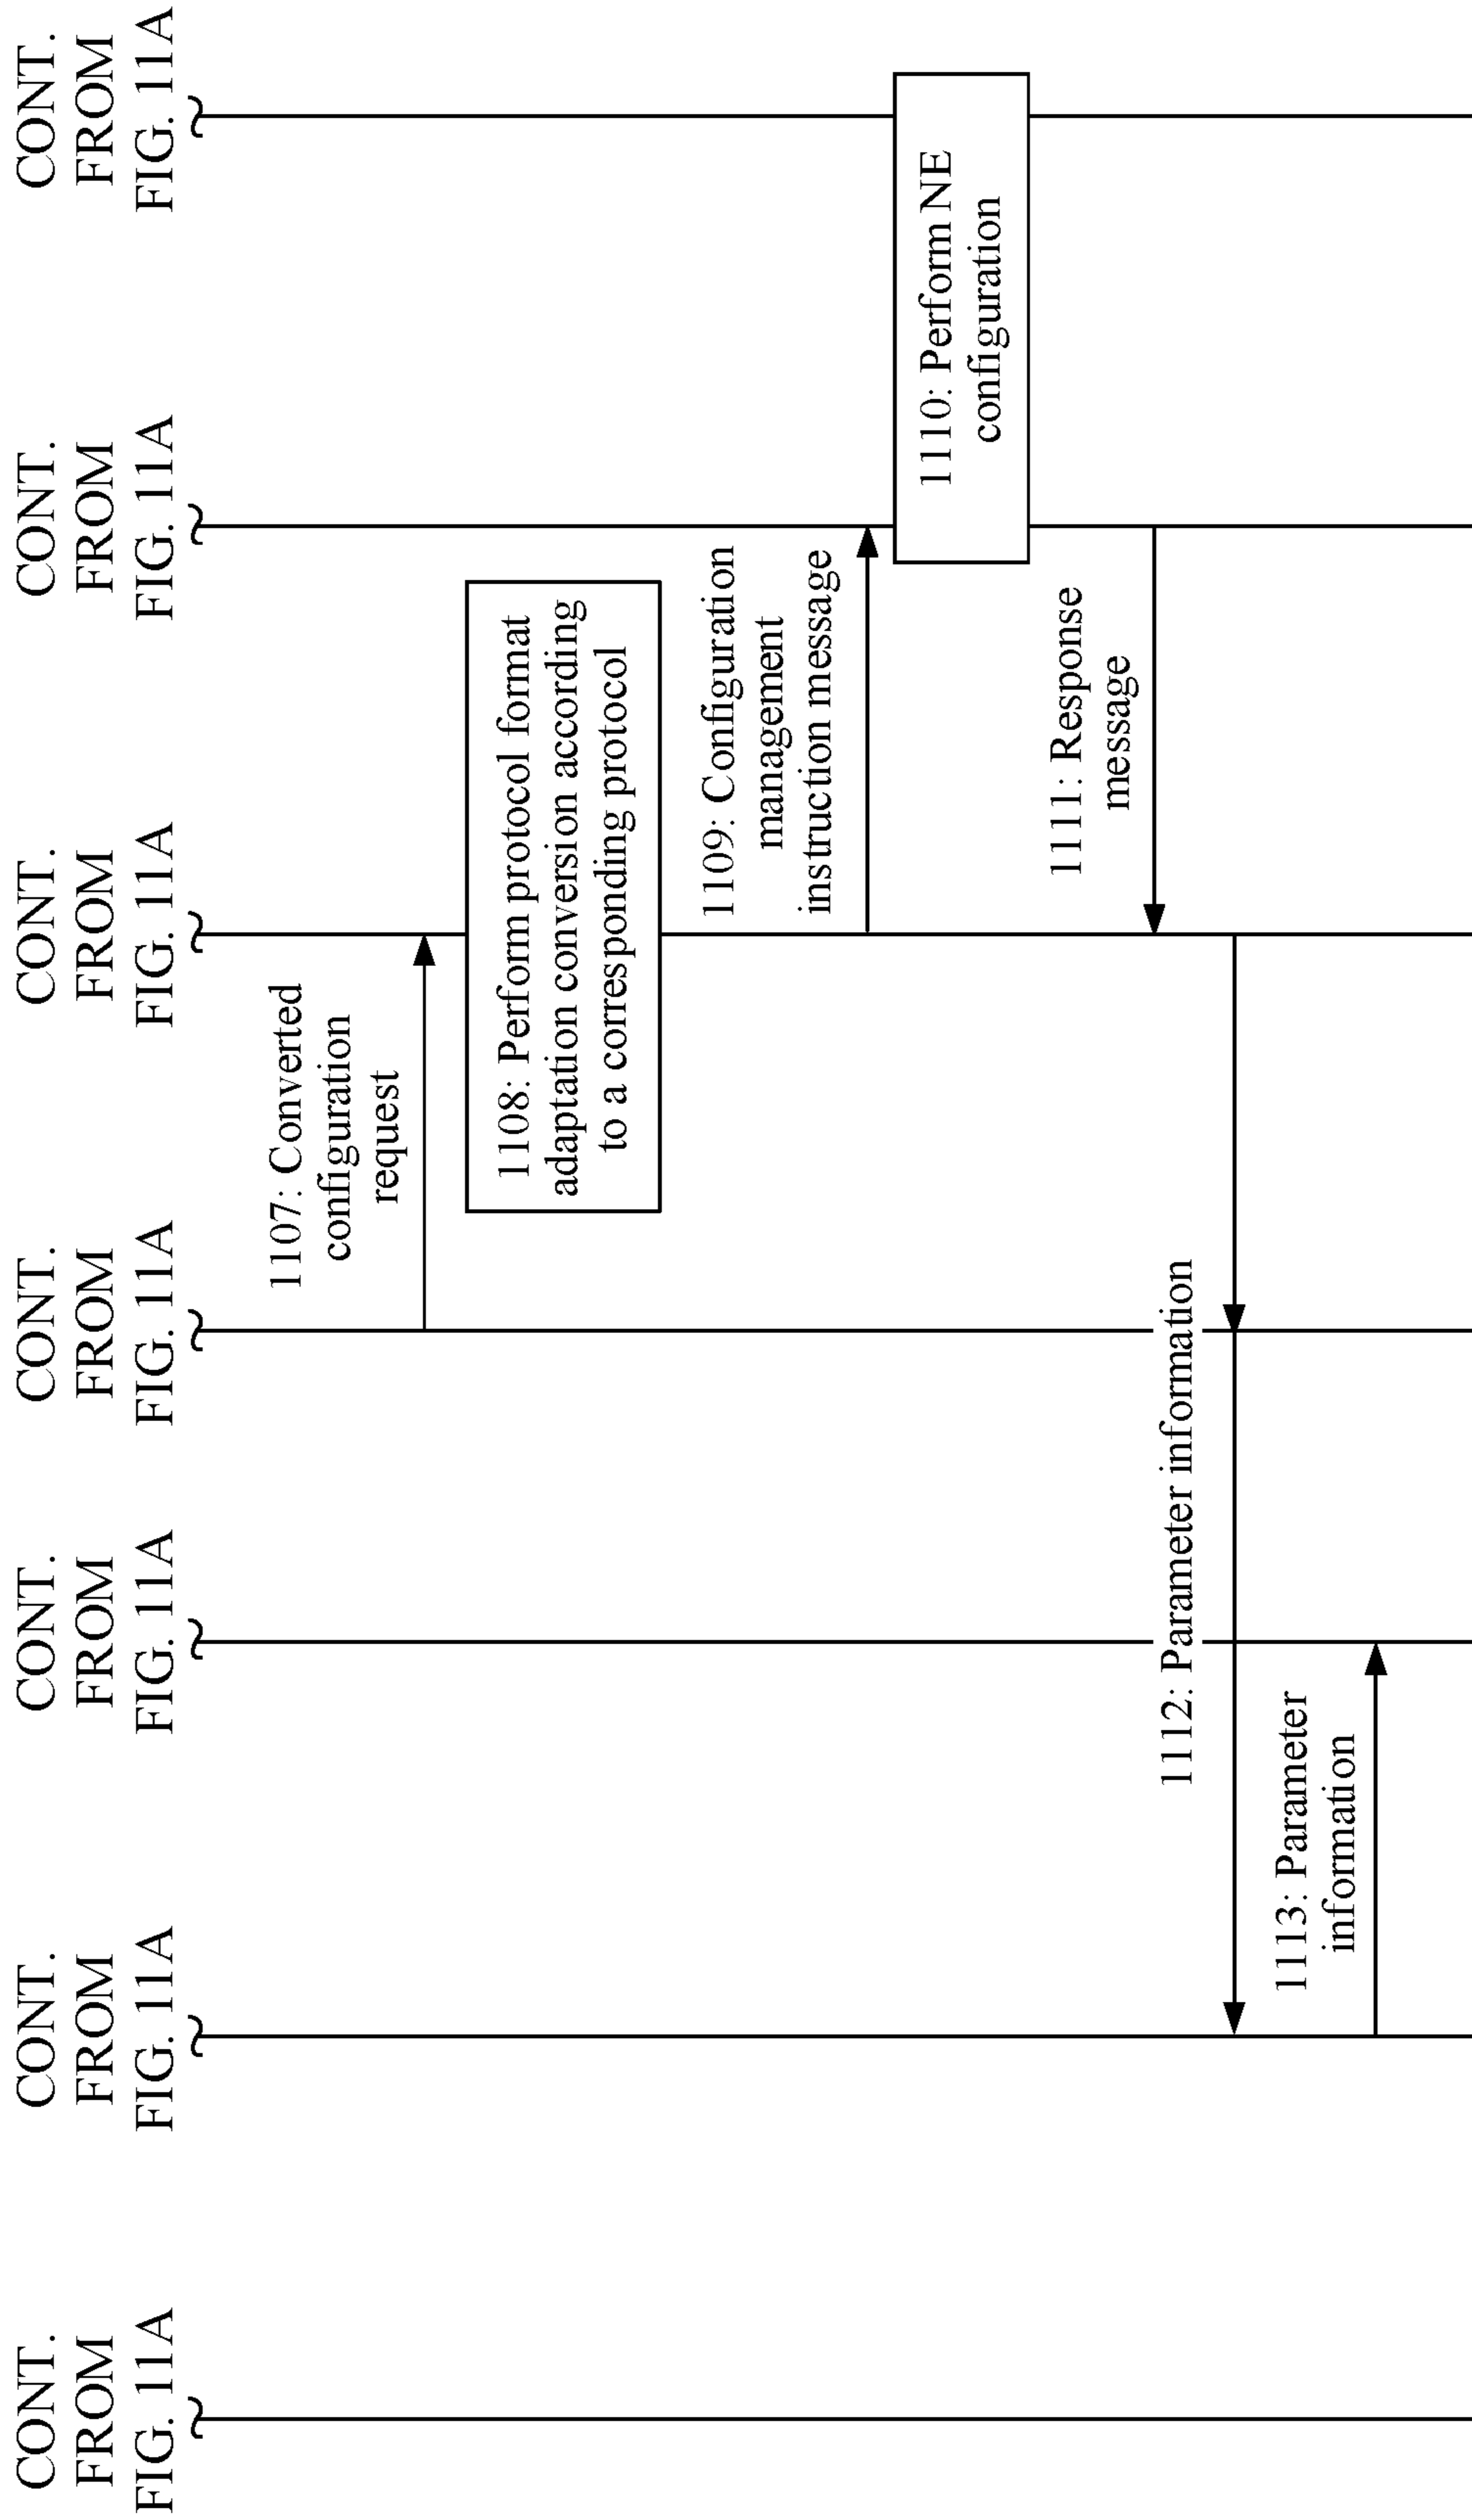 CONT.
FROM
FIG. 11A
CONT.
FROM
FIG. 11A
CONT.
FROM
FIG. 11A
CONT.
FROM
FIG. 11A
CONT.
FROM
FIG. 11A
CONT.
FROM
FIG. 11A
CONT.
FROM
FIG. 11A
1107: Converted
configuration
request
1108: Perform protocol format
adaptation conversion according
to a corresponding protocol
1109: Configuration
management
instruction message
1110: Perform NE
configuration
1111: Response
message
1112: Parameter information
1113: Parameter
information